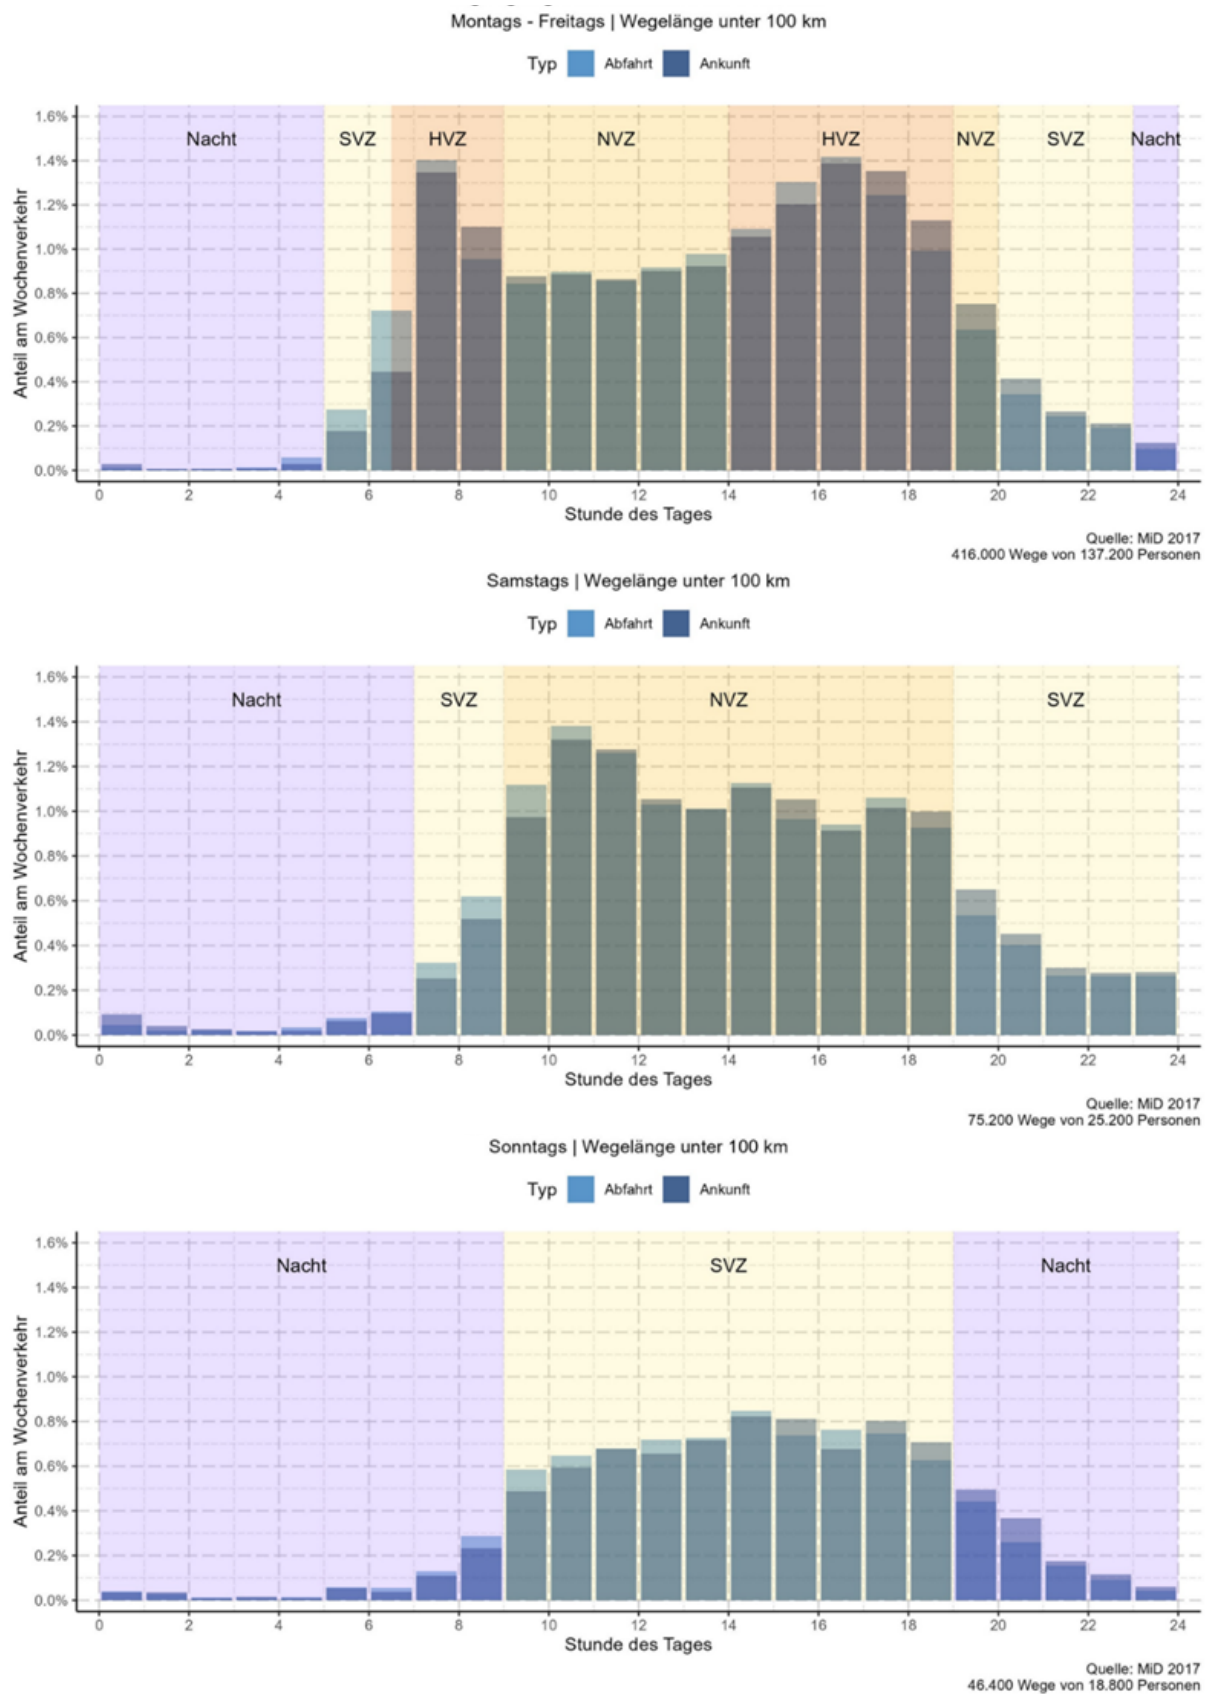 Montags - Freitags | Wegelänge unter 100 km
Typ Abfahrt Ankunft
1.6%
Nacht SVZ HVZ NVZ HVZ NVZ SVZ Nacht
1.4%
1.2%
1.0%
0.8%
0.6%
0.4%
0.2%
0.0%
Anteil am Wochenverkehr
0 2 4 6 8 10 12 14 16 18 20 22 24
Stunde des Tages
Quelle: MiD 2017
416.000 Wege von 137.200 Personen
Samstags | Wegelänge unter 100 km
Typ Abfahrt Ankunft
1.6%
Nacht SVZ NVZ SVZ
1.4%
1.2%
1.0%
0.8%
0.6%
0.4%
0.2%
0.0%
Anteil am Wochenverkehr
0 2 4 6 8 10 12 14 16 18 20 22 24
Stunde des Tages
Quelle: MiD 2017
75.200 Wege von 25.200 Personen
Sonntags | Wegelänge unter 100 km
Typ Abfahrt Ankunft
1.6%
Nacht SVZ Nacht
1.4%
1.2%
1.0%
0.8%
0.6%
0.4%
0.2%
0.0%
Anteil am Wochenverkehr
0 2 4 6 8 10 12 14 16 18 20 22 24
Stunde des Tages
Quelle: MiD 2017
46.400 Wege von 18.800 Personen